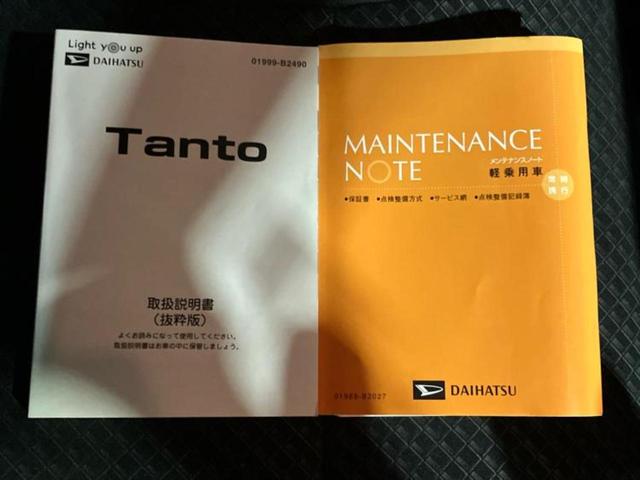 Light you up
DAIHATSU
01999-B2490
Tanto
取扱説明書
（抜粋版）
よくお読みになって使用してください。
取扱説明書はお車の中に保管しましょう。
MAINTENANCE
NOTE
メンテナンスノート
軽乗用車
常時
携行
●保証書 ●点検整備方式 ●サービス網 ●点検整備記録簿
DAIHATSU
01989-B2027